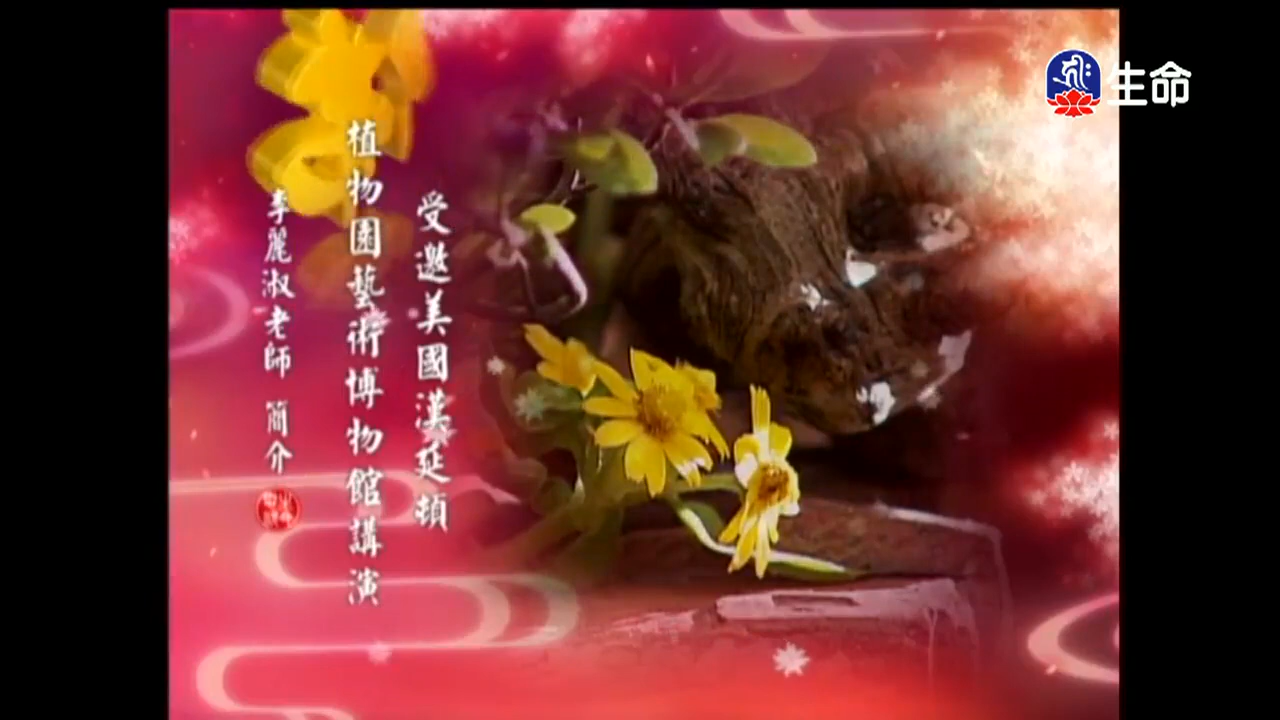 受邀美國漢延頓
植物園藝術博物館講演
李麗淑老師 簡介
生命